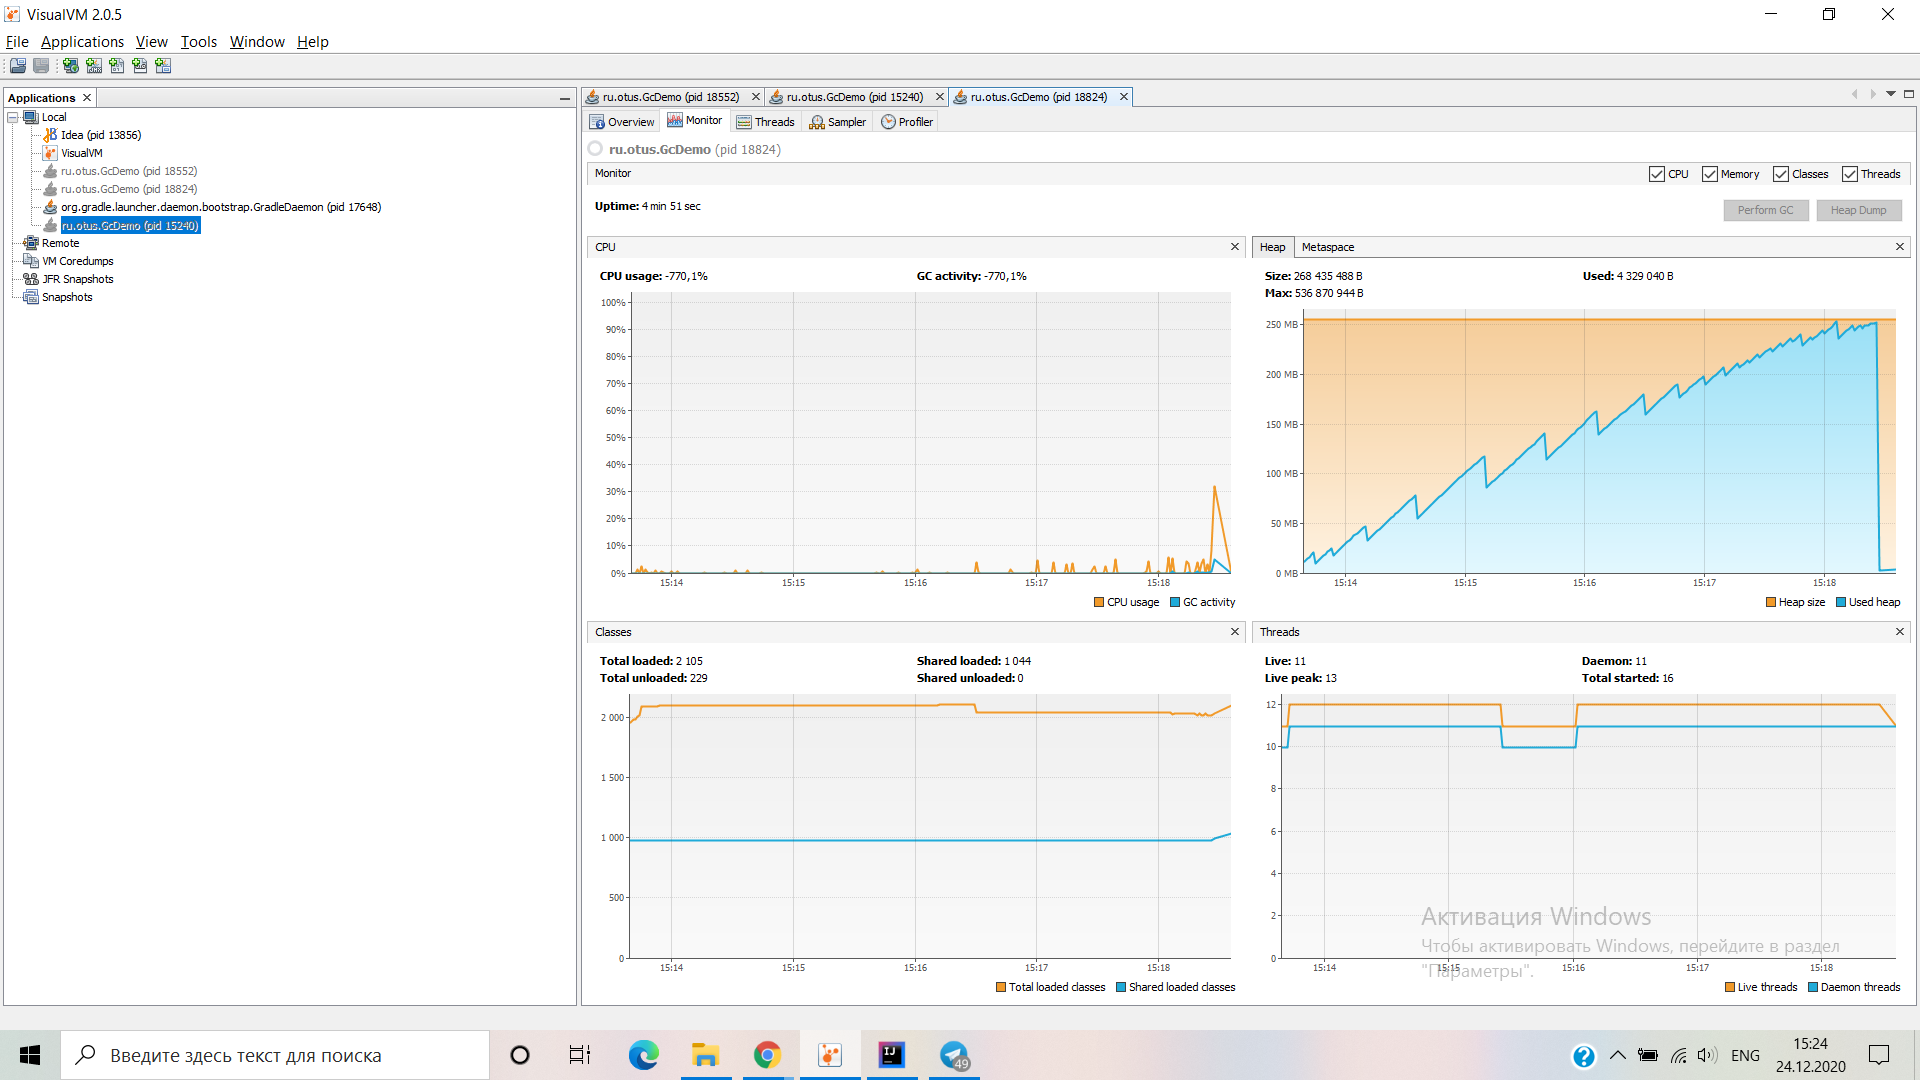 VisualVM 2.0.5
File Applications View Tools Window Help
Applications
Local
Idea (pid 13856)
VisualVM
ru.otus.GcDemo (pid 18552)
ru.otus.GcDemo (pid 18824)
org.gradle.launcher.daemon.bootstrap.GradleDaemon (pid 17648)
ru.otus.GcDemo (pid 15240)
Remote
VM Coredumps
JFR Snapshots
Snapshots
ru.otus.GcDemo (pid 18552) ru.otus.GcDemo (pid 15240) ru.otus.GcDemo (pid 18824)
Overview Monitor Threads Sampler Profiler
ru.otus.GcDemo (pid 18824)
Monitor CPU Memory Classes Threads
Uptime: 4 min 51 sec
Perform GC Heap Dump
CPU
CPU usage: -770,1% GC activity: -770,1%
100%
90%
80%
70%
60%
50%
40%
30%
20%
10%
0%
15:14 15:15 15:16 15:17 15:18
CPU usage GC activity
Heap Metaspace
Size: 268 435 488 B Used: 4 329 040 B
Max: 536 870 944 B
250 MB
200 MB
150 MB
100 MB
50 MB
0 MB
15:14 15:15 15:16 15:17 15:18
Heap size Used heap
Classes
Total loaded: 2 105 Shared loaded: 1 044
Total unloaded: 229 Shared unloaded: 0
2 000
1 500
1 000
500
0
15:14 15:15 15:16 15:17 15:18
Total loaded classes Shared loaded classes
Threads
Live: 11 Daemon: 11
Live peak: 13 Total started: 16
12
10
8
6
4
2
0
15:14 15:15 15:16 15:17 15:18
Live threads Daemon threads
Активация Windows
Чтобы активировать Windows, перейдите в раздел
"Параметры".
Введите здесь текст для поиска
IJ
49
ENG
15:24
24.12.2020